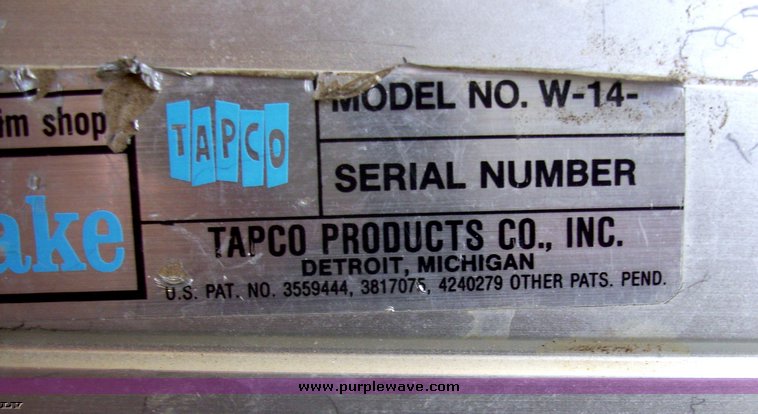 im shop
ake
TAPCO
MODEL NO. W-14-
SERIAL NUMBER
TAPCO PRODUCTS CO., INC.
DETROIT, MICHIGAN
U.S. PAT. NO. 3559444, 3817075, 4240279 OTHER PATS. PEND.
www.purplewave.com